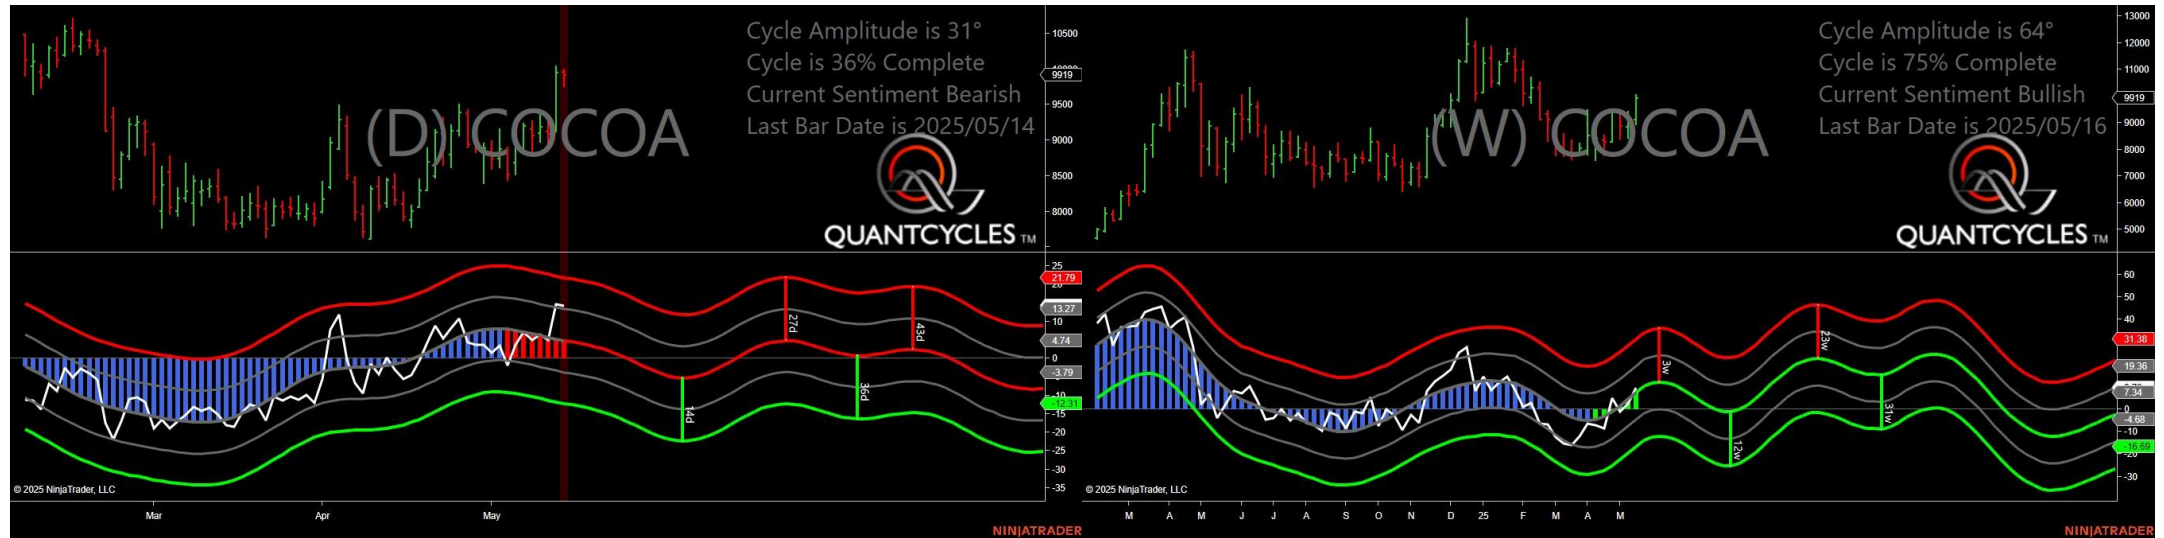 Cycle Amplitude is 31°
Cycle is 36% Complete
Current Sentiment Bearish
Last Bar Date is 2025/05/14
(D) COCOA
QUANTCYCLES TM
10500
9919
9500
9000
8500
8000
25
21.79
20
13.27
10
4.74
0
-3.79
-10
-12.31
-15
-20
-25
-30
-35
14d
27d
36d
43d
© 2025 NinjaTrader, LLC
Mar
Apr
May
NINJATRADER
Cycle Amplitude is 64°
Cycle is 75% Complete
Current Sentiment Bullish
Last Bar Date is 2025/05/16
(W) COCOA
QUANTCYCLES TM
13000
12000
11000
9919
9000
8000
7000
6000
5000
60
50
40
31.38
19.36
7.34
0
-4.68
-10
-16.69
-20
-30
3w
12w
23w
31w
© 2025 NinjaTrader, LLC
M
A
M
J
J
A
S
O
N
D
25
F
M
A
M
NINJATRADER